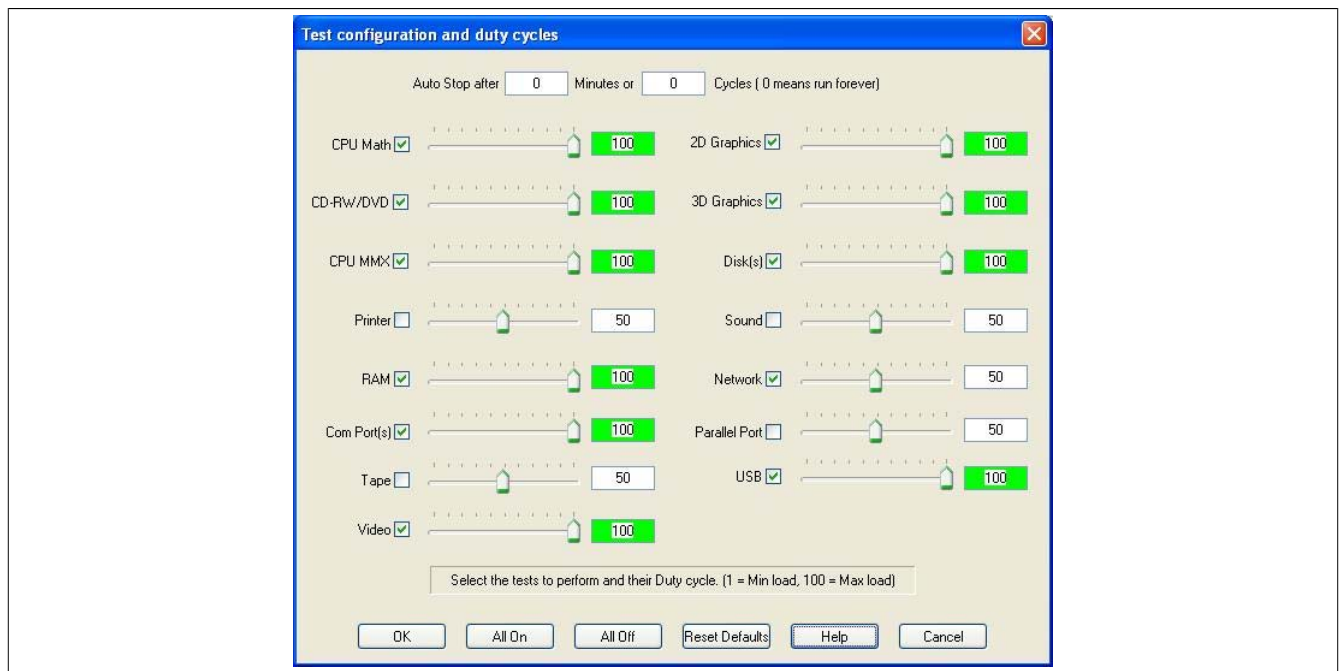 Test configuration and duty cycles
Auto Stop after 0 Minutes or 0 Cycles ( 0 means run forever)
CPU Math 100 2D Graphics 100
CD-RW/DVD 100 3D Graphics 100
CPU MMX 100 Disk(s) 100
Printer 50 Sound 50
RAM 100 Network 50
Com Port(s) 100 Parallel Port 50
Tape 50 USB 100
Video 100
Select the tests to perform and their Duty cycle. (1 = Min load, 100 = Max load)
OK All On All Off Reset Defaults Help Cancel